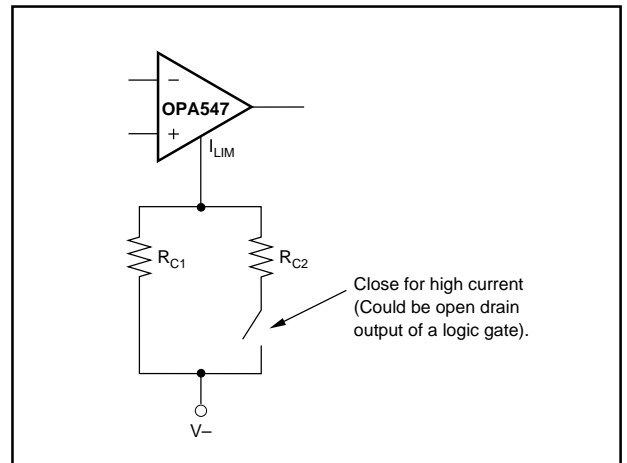 –
OPA547
+
I_LIM
R_C1
R_C2
Close for high current
(Could be open drain
output of a logic gate).
V–